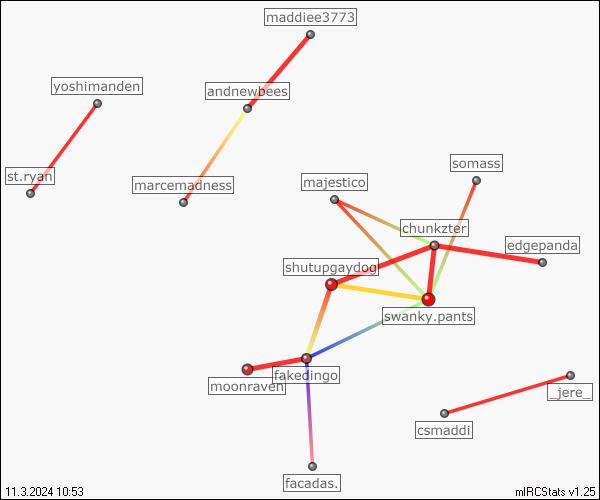 maddiee3773
yoshimanden
andnewbees
somass
st.ryan
marcemadness
majestico
chunkzter
edgepanda
shutupgaydog
swanky.pants
fakedingo
moonraven
_jere_
csmaddi
facadas.
11.3.2024 10:53
mIRCStats v1.25